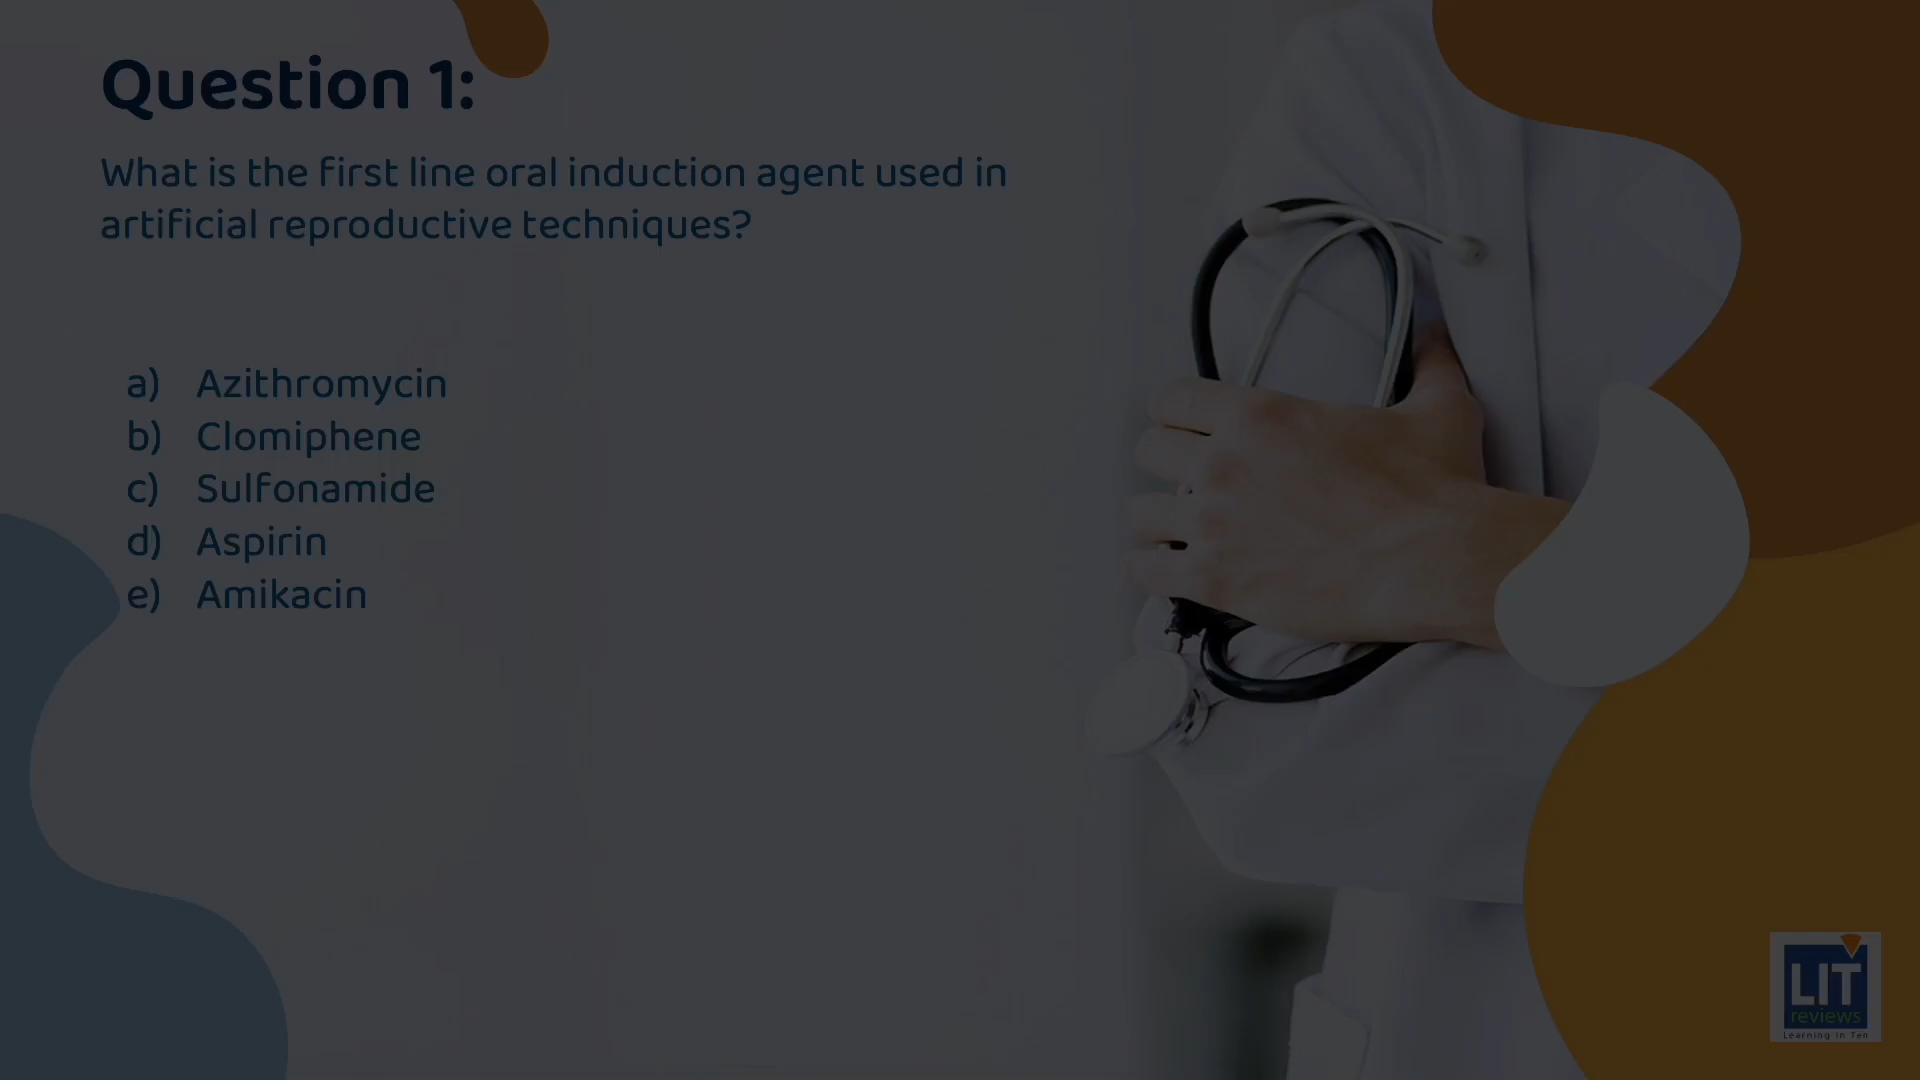 Question 1:
What is the first line oral induction agent used in
artificial reproductive techniques?
a) Azithromycin
b) Clomiphene
c) Sulfonamide
d) Aspirin
e) Amikacin
LIT
reviews
Learning in Ten